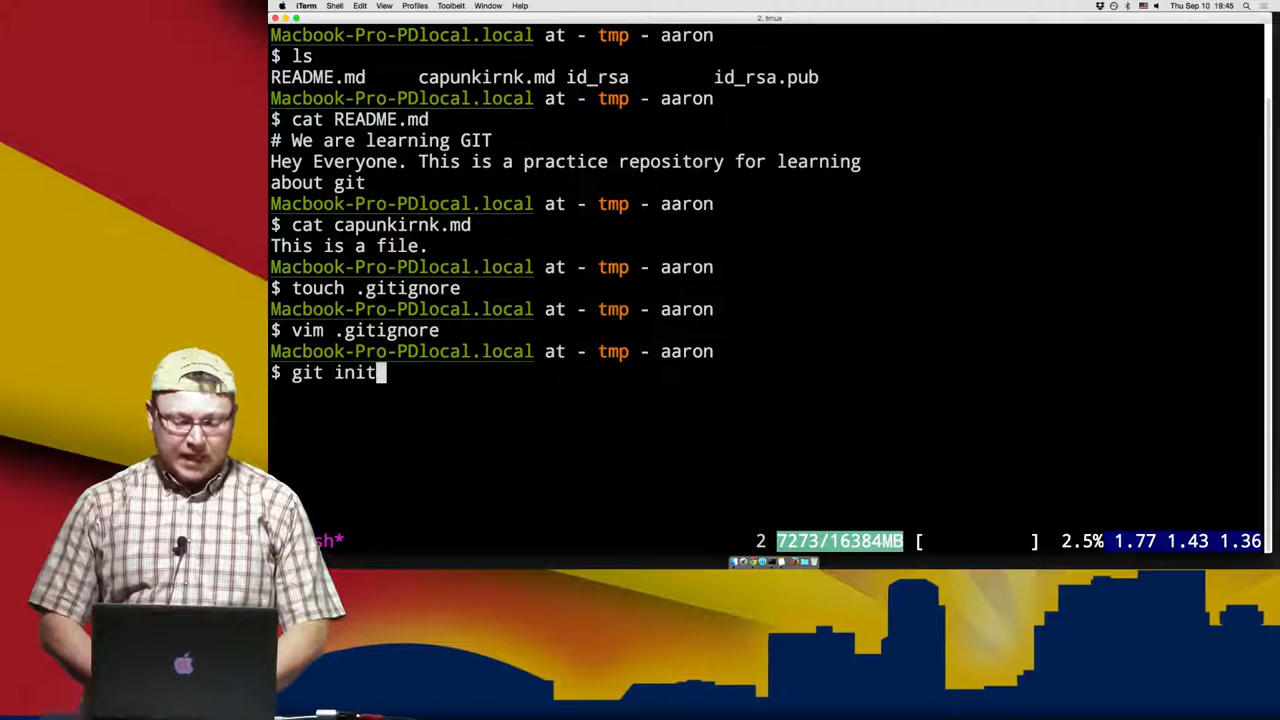 iTerm Shell Edit View Profiles Toolbelt Window Help Thu Sep 10 19:45
2. tmux
Macbook-Pro-PDlocal.local at - tmp - aaron
$ ls
README.md capunkirnk.md id_rsa id_rsa.pub
Macbook-Pro-PDlocal.local at - tmp - aaron
$ cat README.md
# We are learning GIT
Hey Everyone. This is a practice repository for learning
about git
Macbook-Pro-PDlocal.local at - tmp - aaron
$ cat capunkirnk.md
This is a file.
Macbook-Pro-PDlocal.local at - tmp - aaron
$ touch .gitignore
Macbook-Pro-PDlocal.local at - tmp - aaron
$ vim .gitignore
Macbook-Pro-PDlocal.local at - tmp - aaron
$ git init
sh* 2 7273/16384MB [ ] 2.5% 1.77 1.43 1.36